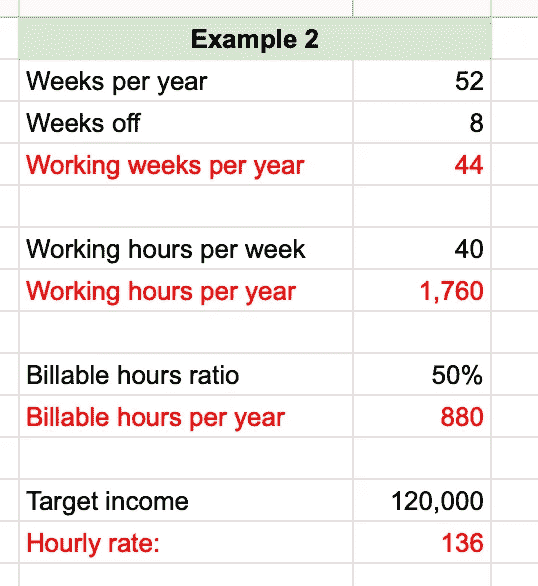 Example 2
Weeks per year 52
Weeks off 8
Working weeks per year 44
Working hours per week 40
Working hours per year 1,760
Billable hours ratio 50%
Billable hours per year 880
Target income 120,000
Hourly rate: 136